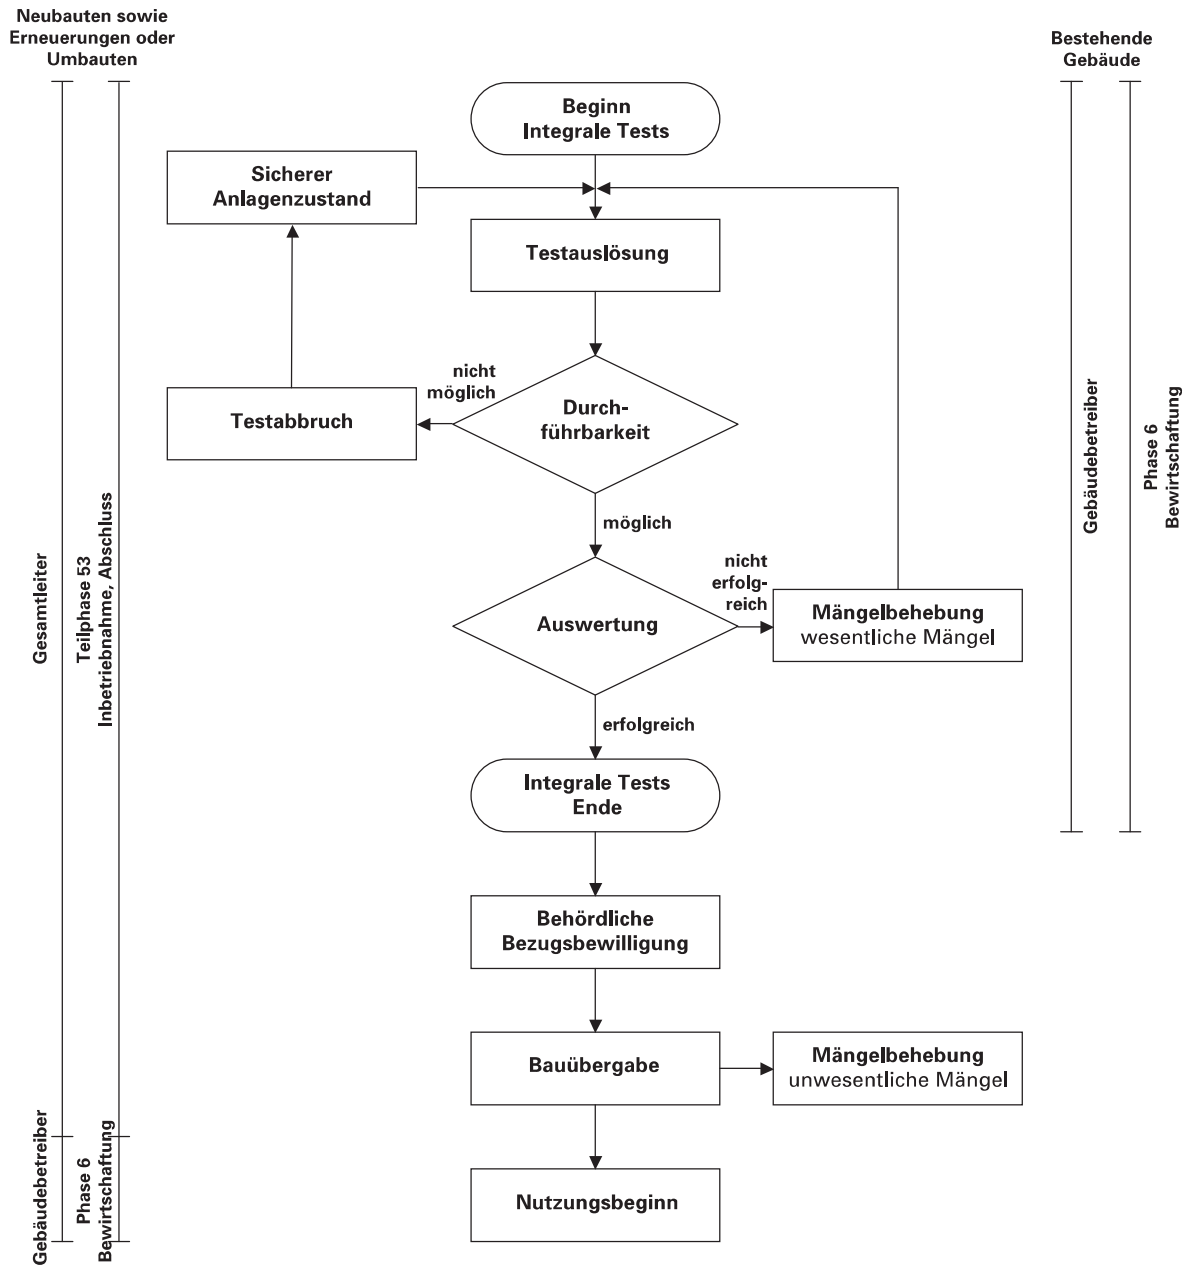 Neubauten sowie
Erneuerungen oder
Umbauten
Bestehende
Gebäude
Beginn
Integrale Tests
Sicherer
Anlagenzustand
Testauslösung
nicht
möglich
Testabbruch
Durch-
führbarkeit
möglich
nicht
erfolg-
reich
Auswertung
Mängelbehebung
wesentliche Mängel
erfolgreich
Integrale Tests
Ende
Behördliche
Bezugsbewilligung
Bauübergabe
Mängelbehebung
unwesentliche Mängel
Nutzungsbeginn
Gesamtleiter
Teilphase 53
Inbetriebnahme, Abschluss
Gebäudebetreiber
Phase 6
Bewirtschaftung
Gebäudebetreiber
Phase 6
Bewirtschaftung